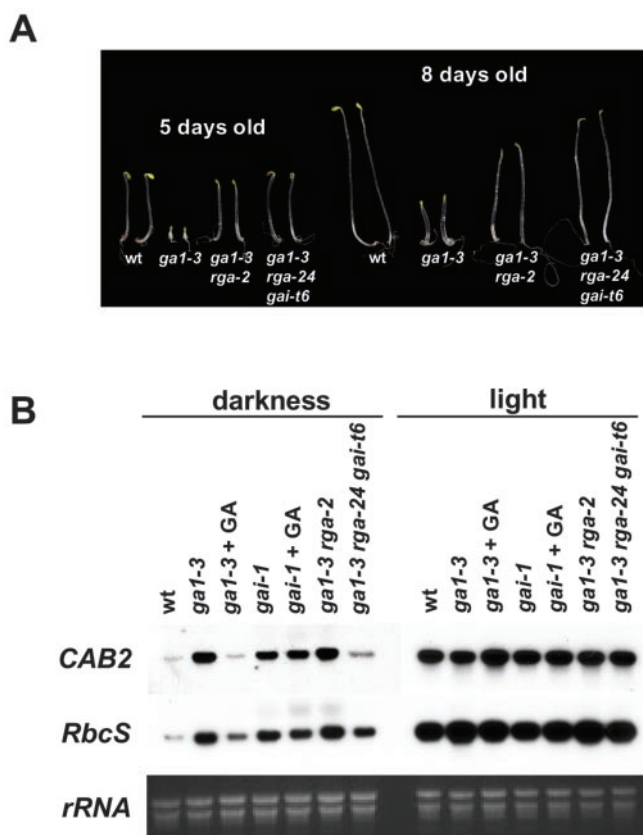 A
8 days old
5 days old
wt ga1-3 ga1-3 ga1-3 wt ga1-3 ga1-3 ga1-3
rga-2 rga-24 rga-2 rga-24
gai-t6 gai-t6
B
darkness light
wt
ga1-3
ga1-3 + GA
gai-1
gai-1 + GA
ga1-3 rga-2
ga1-3 rga-24 gai-t6
wt
ga1-3
ga1-3 + GA
gai-1
gai-1 + GA
ga1-3 rga-2
ga1-3 rga-24 gai-t6
CAB2
RbcS
rRNA